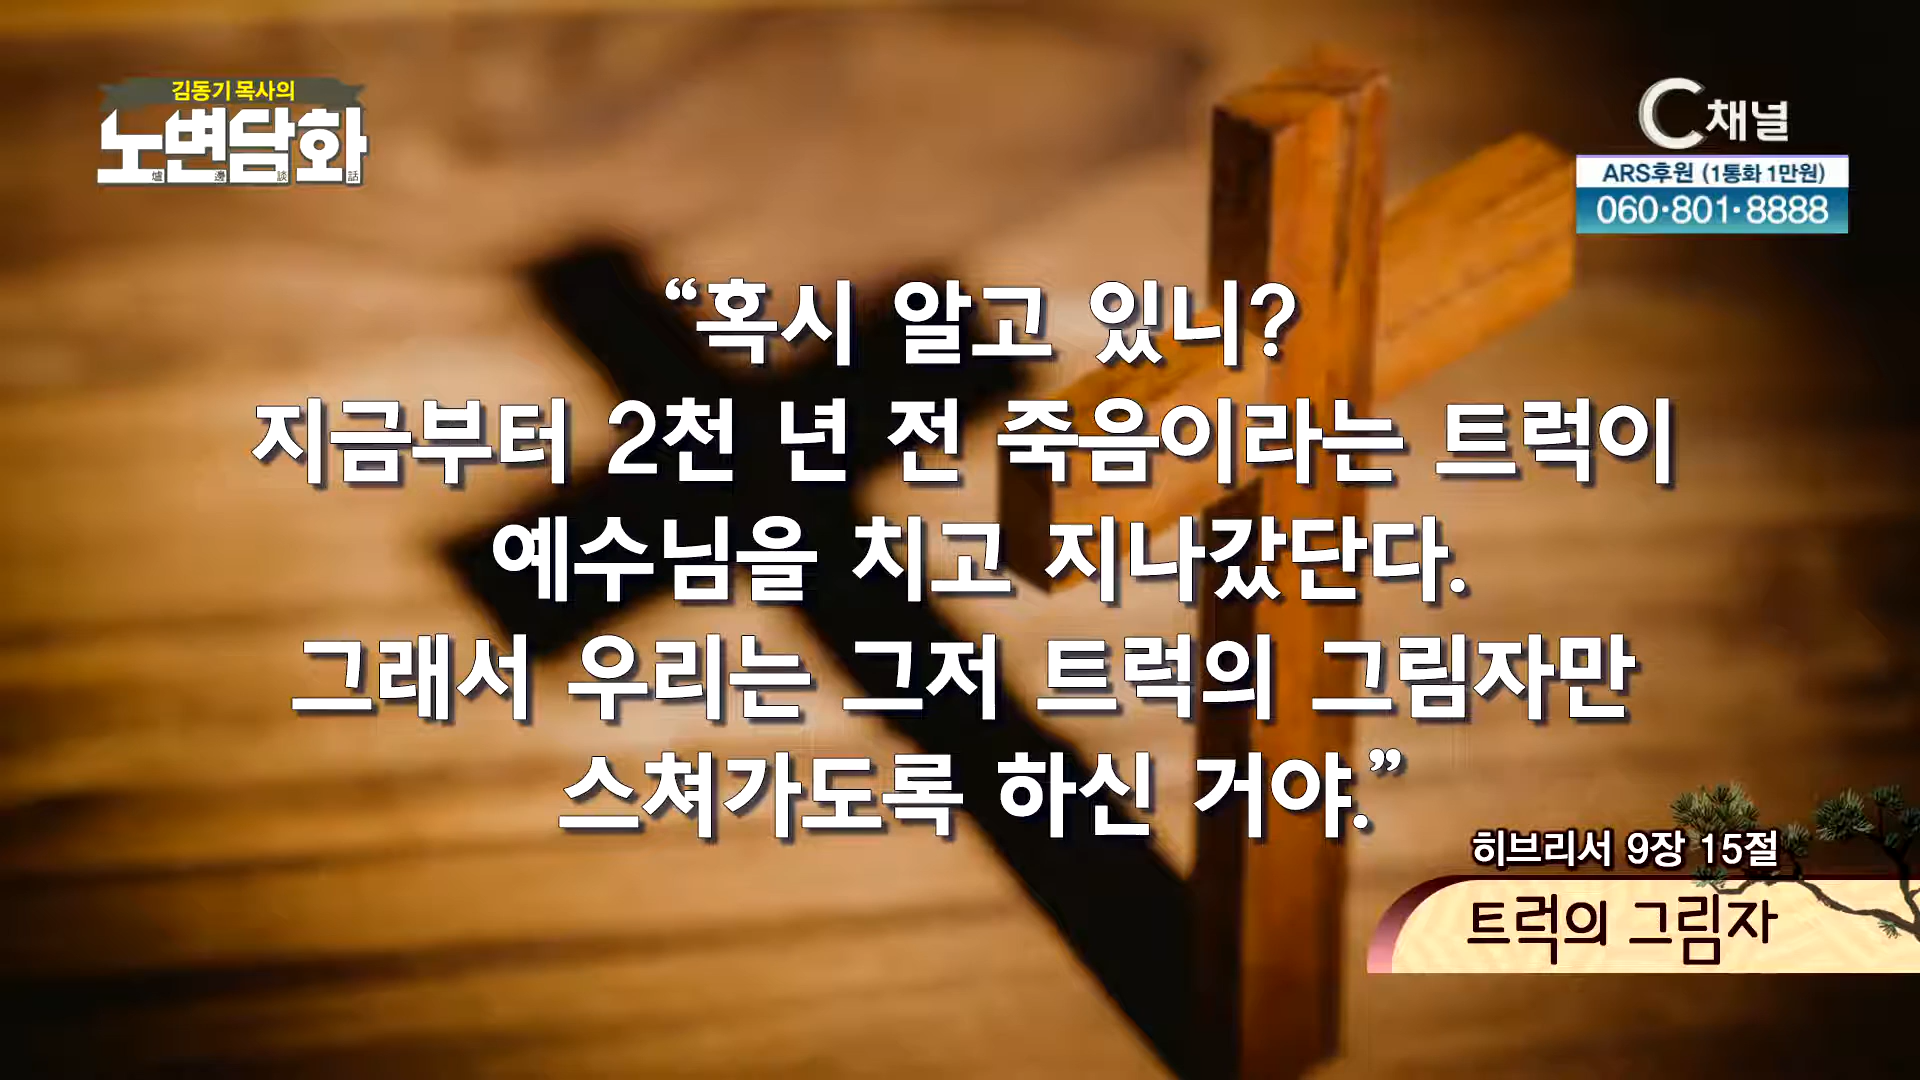 김동기 목사의
노변담화
爐邊談話
C채널
ARS후원 (1통화 1만원)
060·801·8888
“혹시 알고 있니?
지금부터 2천 년 전 죽음이라는 트럭이
예수님을 치고 지나갔단다.
그래서 우리는 그저 트럭의 그림자만
스쳐가도록 하신 거야.”
히브리서 9장 15절
트럭의 그림자